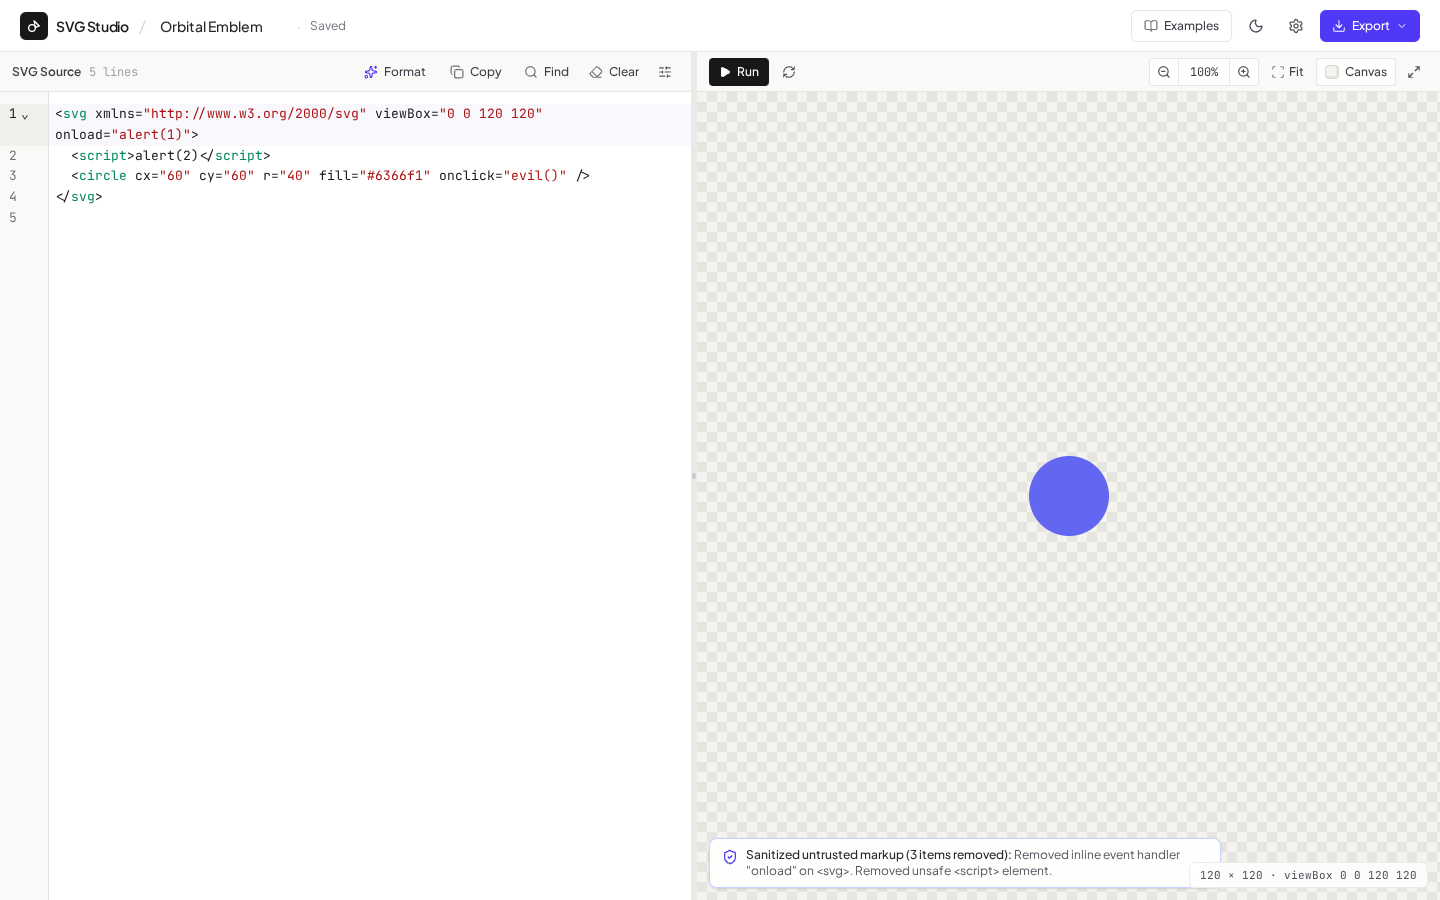 SVG Studio / Orbital Emblem · Saved
Examples
Export
SVG Source 5 lines
Format
Copy
Find
Clear
Run
100%
Fit
Canvas
1 <svg xmlns="http://www.w3.org/2000/svg" viewBox="0 0 120 120"
onload="alert(1)">
2 <script>alert(2)</script>
3 <circle cx="60" cy="60" r="40" fill="#6366f1" onclick="evil()" />
4 </svg>
5
Sanitized untrusted markup (3 items removed): Removed inline event handler
"onload" on <svg>. Removed unsafe <script> element.
120 × 120 · viewBox 0 0 120 120